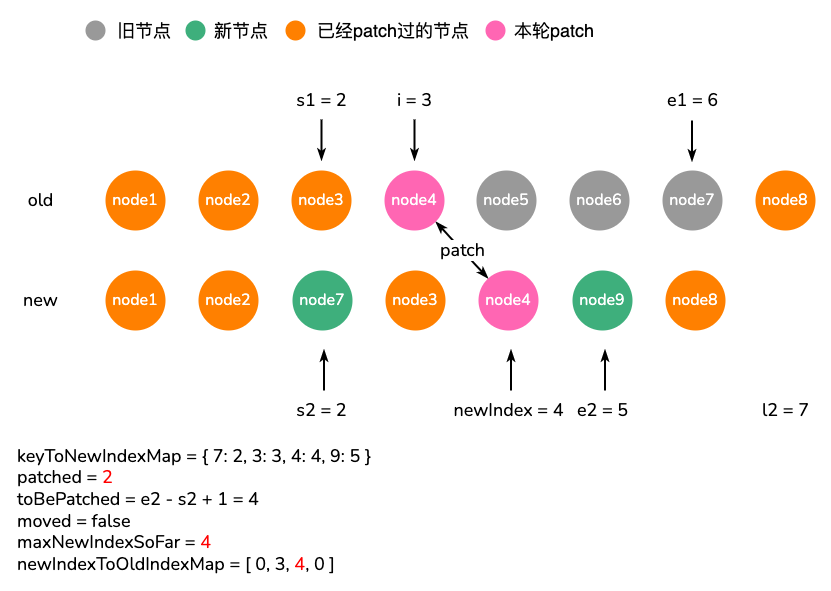 旧节点 新节点 已经patch过的节点 本轮patch
s1 = 2 i = 3 e1 = 6
old node1 node2 node3 node4 node5 node6 node7 node8
patch
new node1 node2 node7 node3 node4 node9 node8
s2 = 2 newIndex = 4 e2 = 5 l2 = 7
keyToNewIndexMap = { 7: 2, 3: 3, 4: 4, 9: 5 }
patched = 2
toBePatched = e2 - s2 + 1 = 4
moved = false
maxNewIndexSoFar = 4
newIndexToOldIndexMap = [ 0, 3, 4, 0 ]